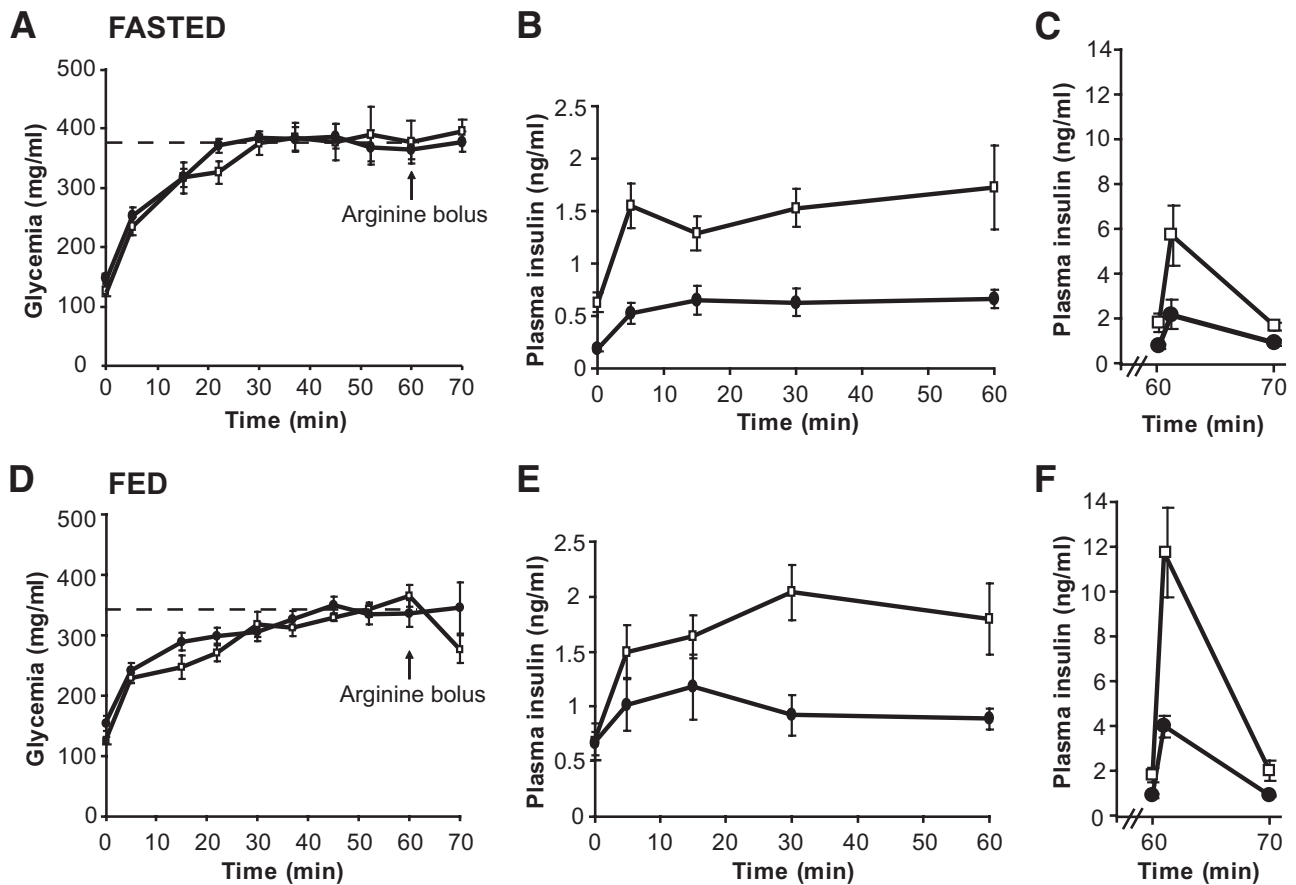 A FASTED
500
400
300
200
100
0
Glycemia (mg/ml)
Arginine bolus
0 10 20 30 40 50 60 70
Time (min)
B
2.5
2
1.5
1
0.5
0
Plasma insulin (ng/ml)
0 10 20 30 40 50 60
Time (min)
C
14
12
10
8
6
4
2
0
Plasma insulin (ng/ml)
60 70
Time (min)
D FED
500
400
300
200
100
0
Glycemia (mg/ml)
Arginine bolus
0 10 20 30 40 50 60 70
Time (min)
E
2.5
2
1.5
1
0.5
0
Plasma insulin (ng/ml)
0 10 20 30 40 50 60
Time (min)
F
14
12
10
8
6
4
2
0
Plasma insulin (ng/ml)
60 70
Time (min)